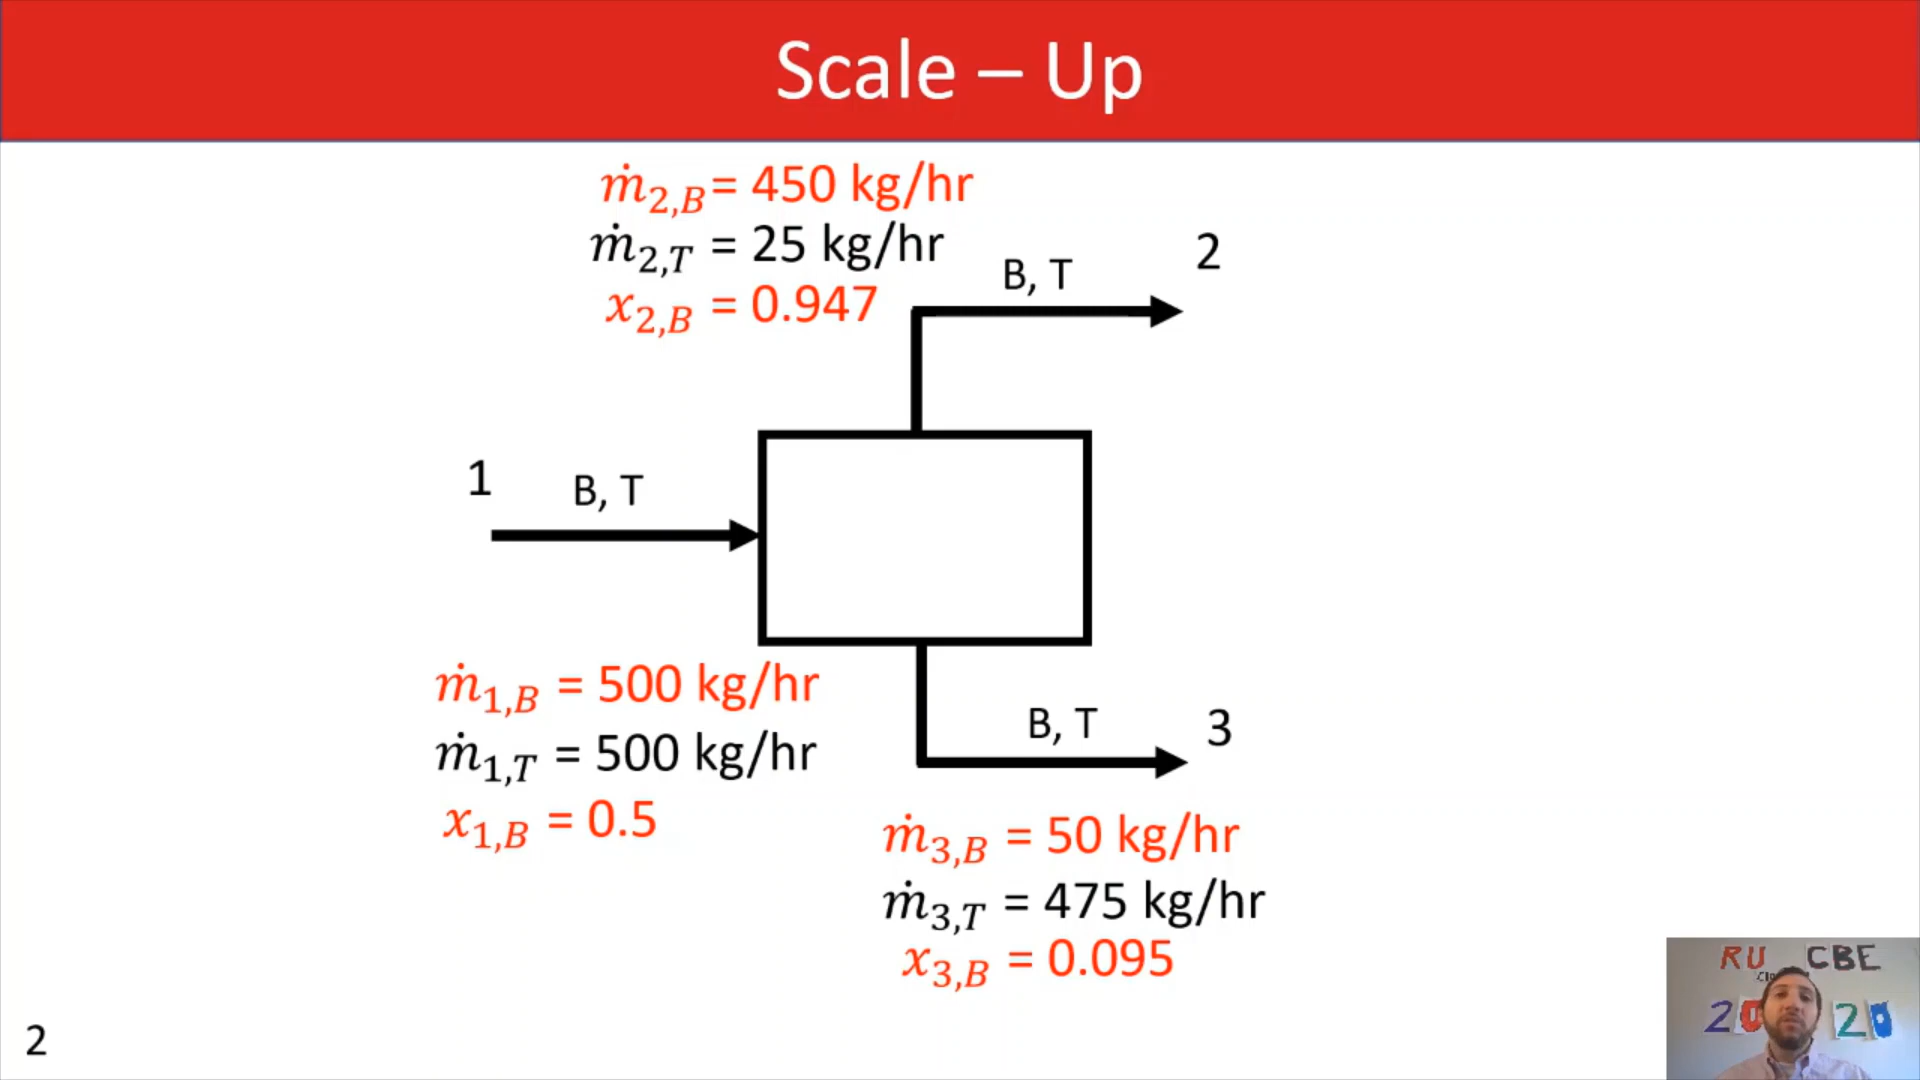 Scale – Up
ṁ₂,B = 450 kg/hr
ṁ₂,T = 25 kg/hr
x₂,B = 0.947
B, T
2
1
B, T
ṁ₁,B = 500 kg/hr
ṁ₁,T = 500 kg/hr
x₁,B = 0.5
B, T
3
ṁ₃,B = 50 kg/hr
ṁ₃,T = 475 kg/hr
x₃,B = 0.095
RU CBE
2